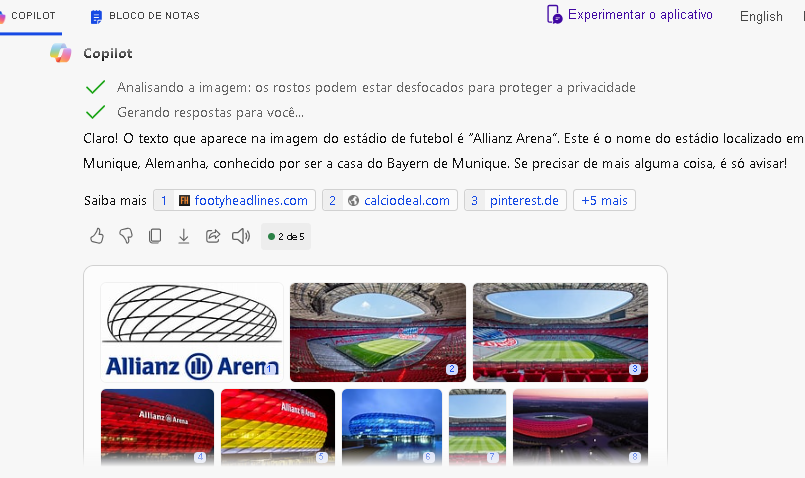 COPILOT
BLOCO DE NOTAS
Experimentar o aplicativo
English
Copilot
Analisando a imagem: os rostos podem estar desfocados para proteger a privacidade
Gerando respostas para você...
Claro! O texto que aparece na imagem do estádio de futebol é “Allianz Arena”. Este é o nome do estádio localizado em
Munique, Alemanha, conhecido por ser a casa do Bayern de Munique. Se precisar de mais alguma coisa, é só avisar!
Saiba mais 1 FH footyheadlines.com 2 calciodeal.com 3 pinterest.de +5 mais
2 de 5
Allianz Arena 1
2
3
Allianz Arena 4
Allianz Arena 5
6
7
8